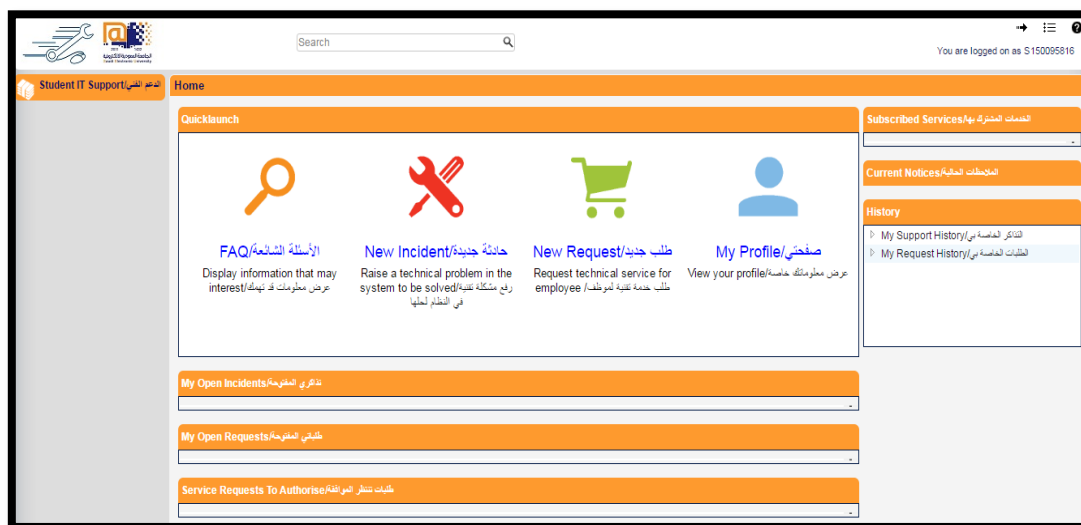 Search
You are logged on as S150095816
الجامعة السعودية الإلكترونية
Student IT Support/الدعم الفني
Home
Quicklaunch
FAQ/الأسئلة الشائعة
Display information that may
interest/عرض معلومات قد تهمك
New Incident/حادثة جديدة
Raise a technical problem in the
system to be solved/رفع مشكلة تقنية
في النظام لحلها
New Request/طلب جديد
Request technical service for
employee /طلب خدمة تقنية لموظف
My Profile/صفحتي
View your profile/عرض معلوماتك خاصة
Subscribed Services/الخدمات المشترك بها
Current Notices/الملاحظات الحالية
History
My Support History/التذاكر الخاصة بي
My Request History/الطلبات الخاصة بي
My Open Incidents/تذاكري المفتوحة
My Open Requests/طلباتي المفتوحة
Service Requests To Authorise/طلبات تنتظر الموافقة